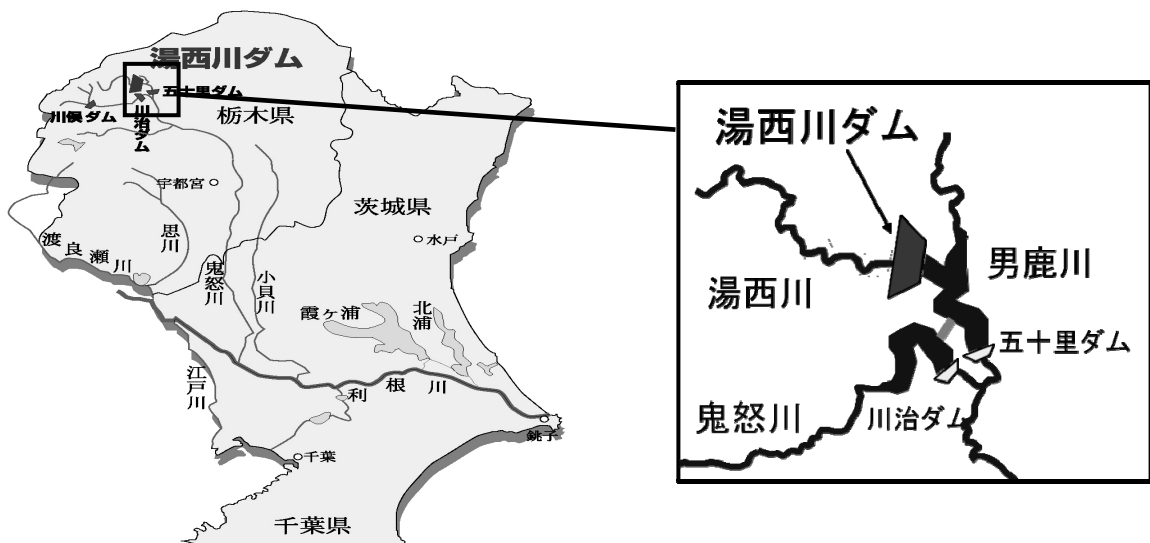 湯西川ダム
五十里ダム
川俣ダム
川治ダム
栃木県
宇都宮
茨城県
水戸
思川
渡良瀬川
鬼怒川
小貝川
霞ヶ浦
北浦
江戸川
利根川
銚子
千葉
千葉県
湯西川ダム
男鹿川
湯西川
五十里ダム
鬼怒川
川治ダム